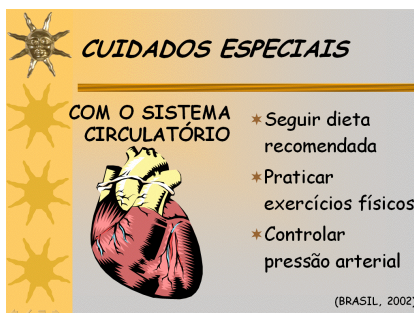 CUIDADOS ESPECIAIS
COM O SISTEMA
CIRCULATÓRIO
Seguir dieta
recomendada
Praticar
exercícios físicos
Controlar
pressão arterial
(BRASIL, 2002)